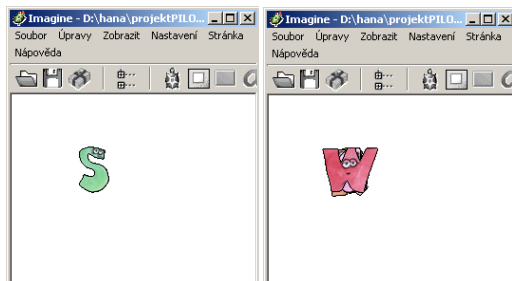 Imagine - D:\hana\projektPILO...
Soubor Úpravy Zobrazit Nastavení Stránka
Nápověda
S
Imagine - D:\hana\projektPILO...
Soubor Úpravy Zobrazit Nastavení Stránka
Nápověda
W